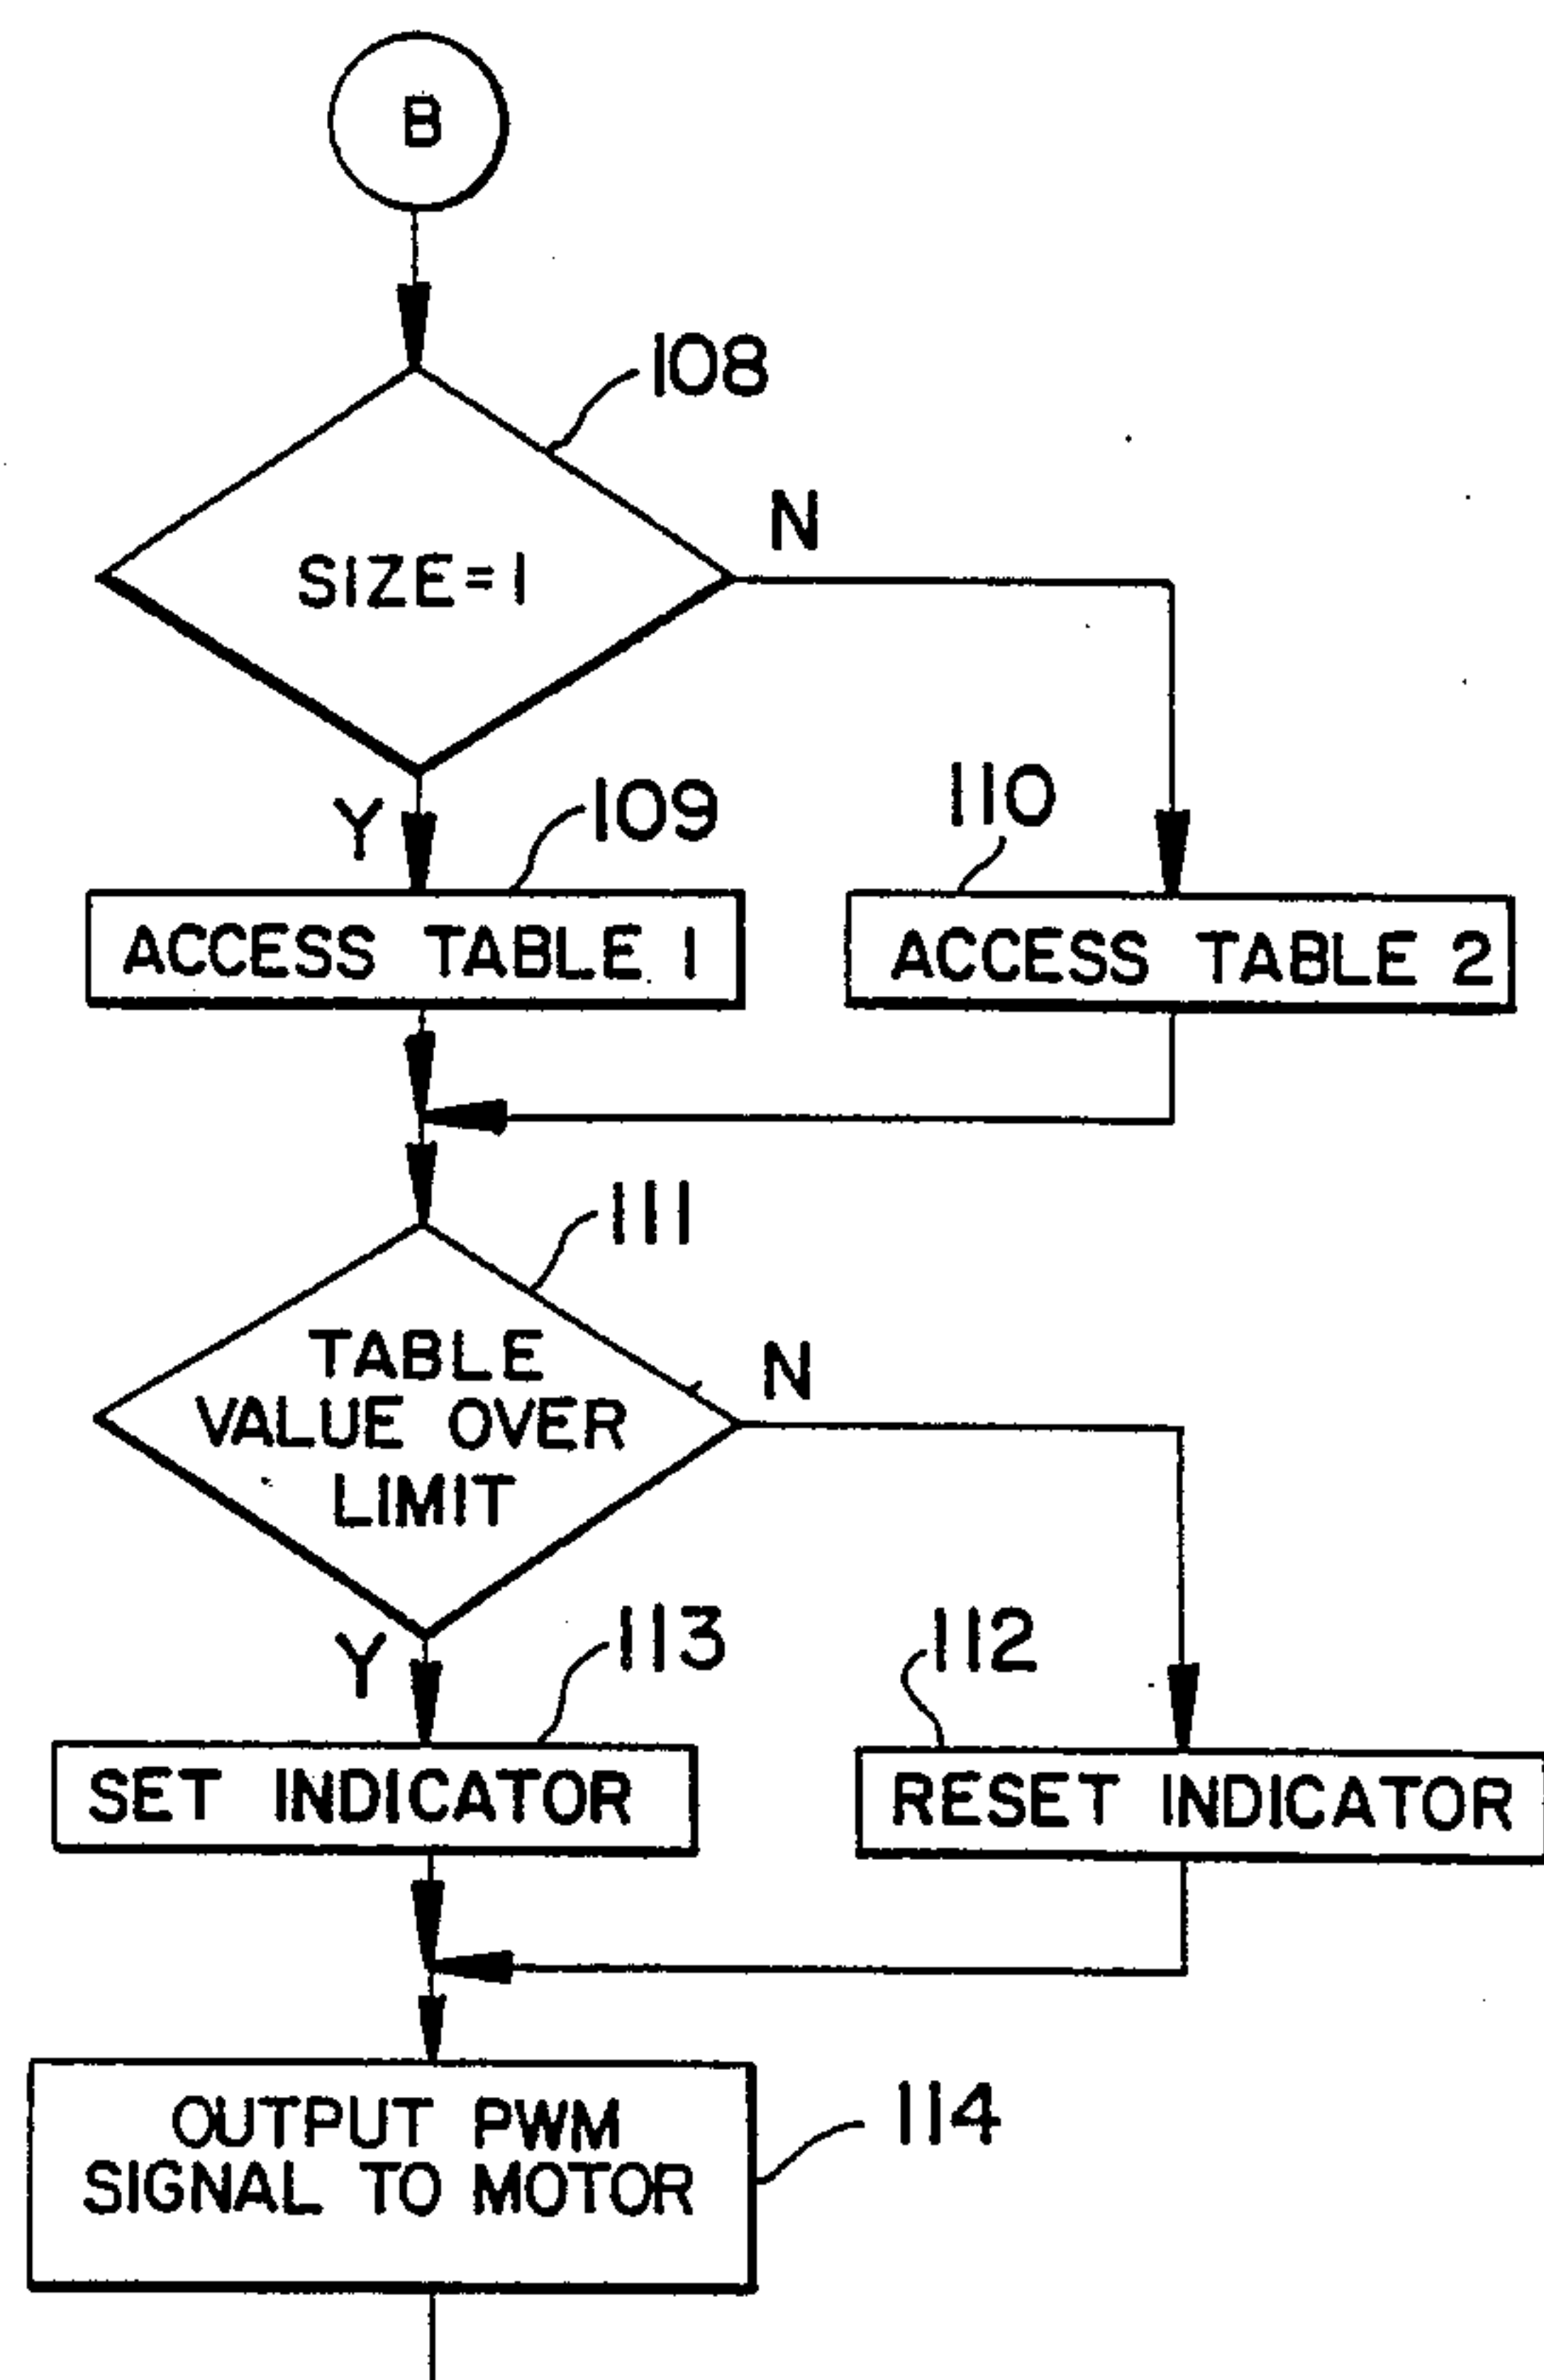 B
108
SIZE=1
N
Y
109
110
ACCESS TABLE 1
ACCESS TABLE 2
111
TABLE
VALUE OVER
LIMIT
N
Y
113
112
SET INDICATOR
RESET INDICATOR
OUTPUT PWM
SIGNAL TO MOTOR
114